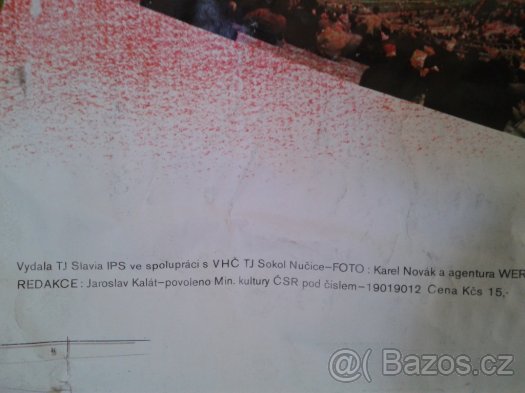 Vydala TJ Slavia IPS ve spolupráci s VHČ TJ Sokol Nučice–FOTO : Karel Novák a agentura WER
REDAKCE : Jaroslav Kalát–povoleno Min. kultury ČSR pod číslem–19019012 Cena Kčs 15,-
@( Bazos.cz